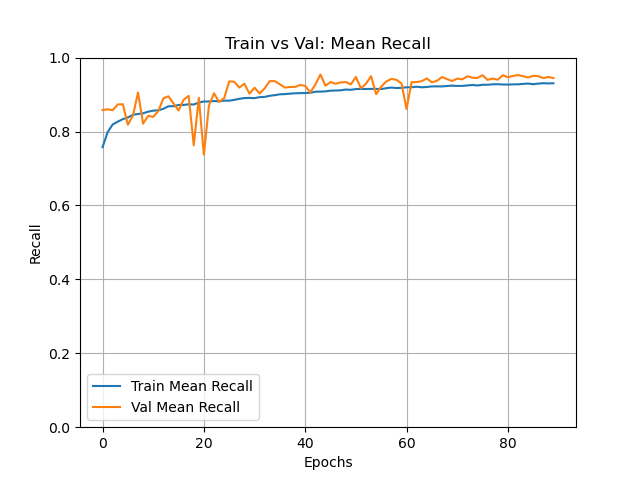 Train vs Val: Mean Recall
1.0
0.8
0.6
0.4
0.2
0.0
Recall
Train Mean Recall
Val Mean Recall
0 20 40 60 80
Epochs